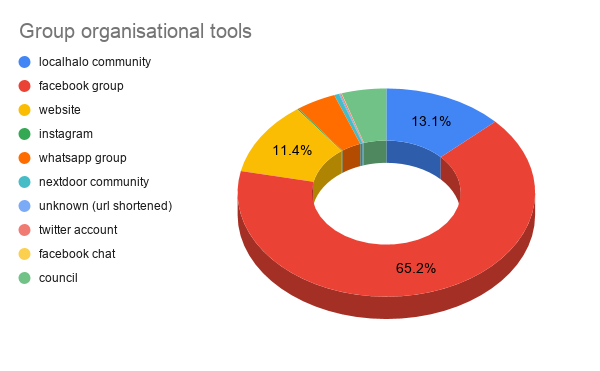 Group organisational tools
localhalo community
facebook group
website
instagram
whatsapp group
nextdoor community
unknown (url shortened)
twitter account
facebook chat
council
13.1%
11.4%
65.2%